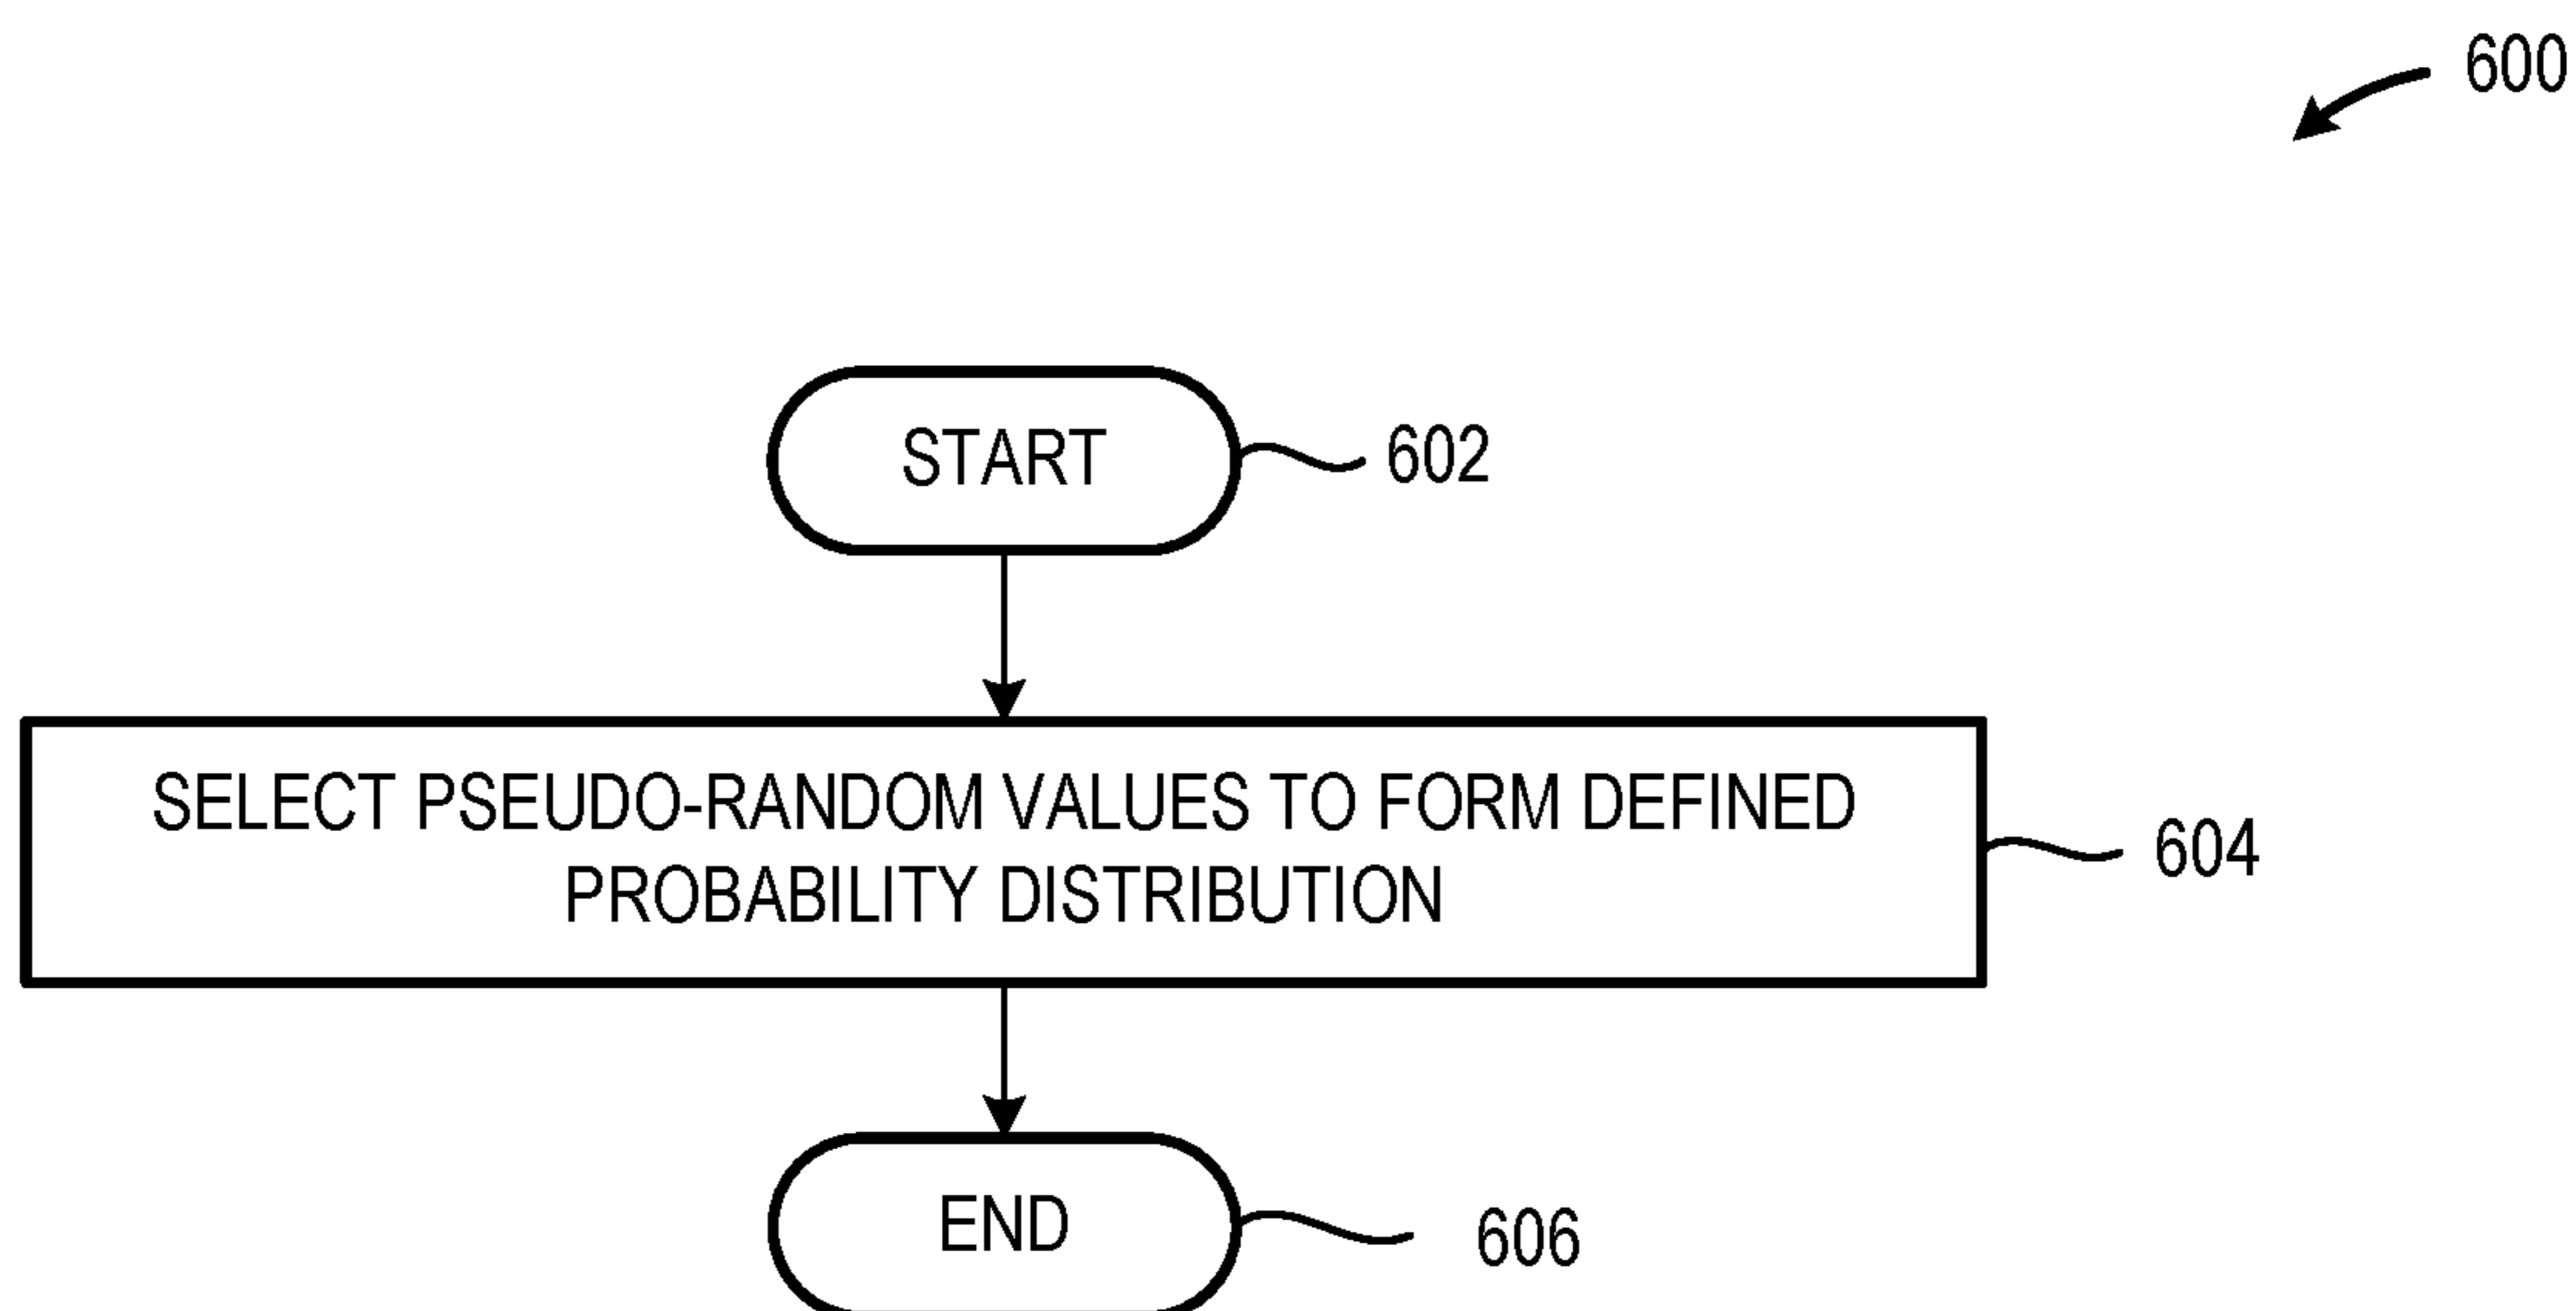 600
START
602
SELECT PSEUDO-RANDOM VALUES TO FORM DEFINED
PROBABILITY DISTRIBUTION
604
END
606